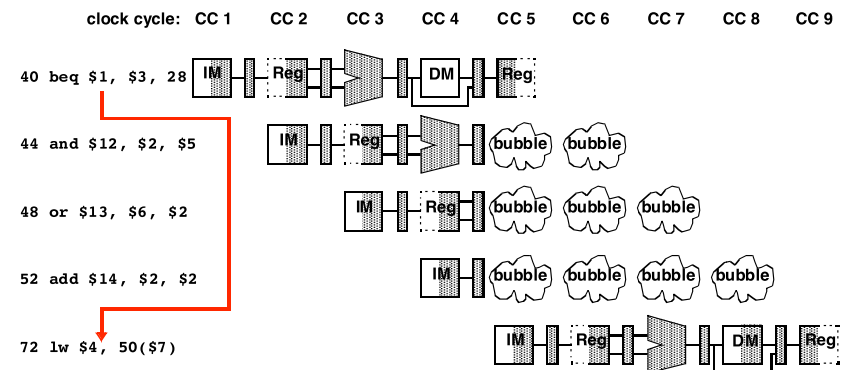 clock cycle: CC 1 CC 2 CC 3 CC 4 CC 5 CC 6 CC 7 CC 8 CC 9
40 beq $1, $3, 28 IM Reg DM Reg
44 and $12, $2, $5 IM Reg bubble bubble
48 or $13, $6, $2 IM Reg bubble bubble bubble
52 add $14, $2, $2 IM bubble bubble bubble bubble
72 lw $4, 50($7) IM Reg DM Reg